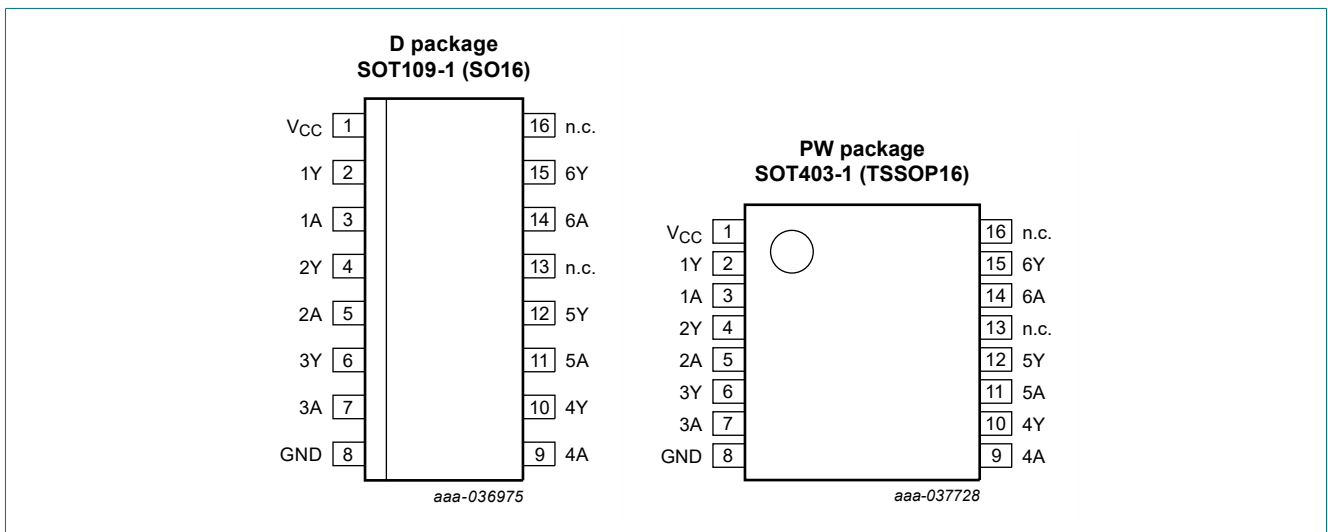 D package
SOT109-1 (SO16)
VCC 1 16 n.c.
1Y 2 15 6Y
1A 3 14 6A
2Y 4 13 n.c.
2A 5 12 5Y
3Y 6 11 5A
3A 7 10 4Y
GND 8 9 4A
aaa-036975
PW package
SOT403-1 (TSSOP16)
VCC 1 16 n.c.
1Y 2 15 6Y
1A 3 14 6A
2Y 4 13 n.c.
2A 5 12 5Y
3Y 6 11 5A
3A 7 10 4Y
GND 8 9 4A
aaa-037728